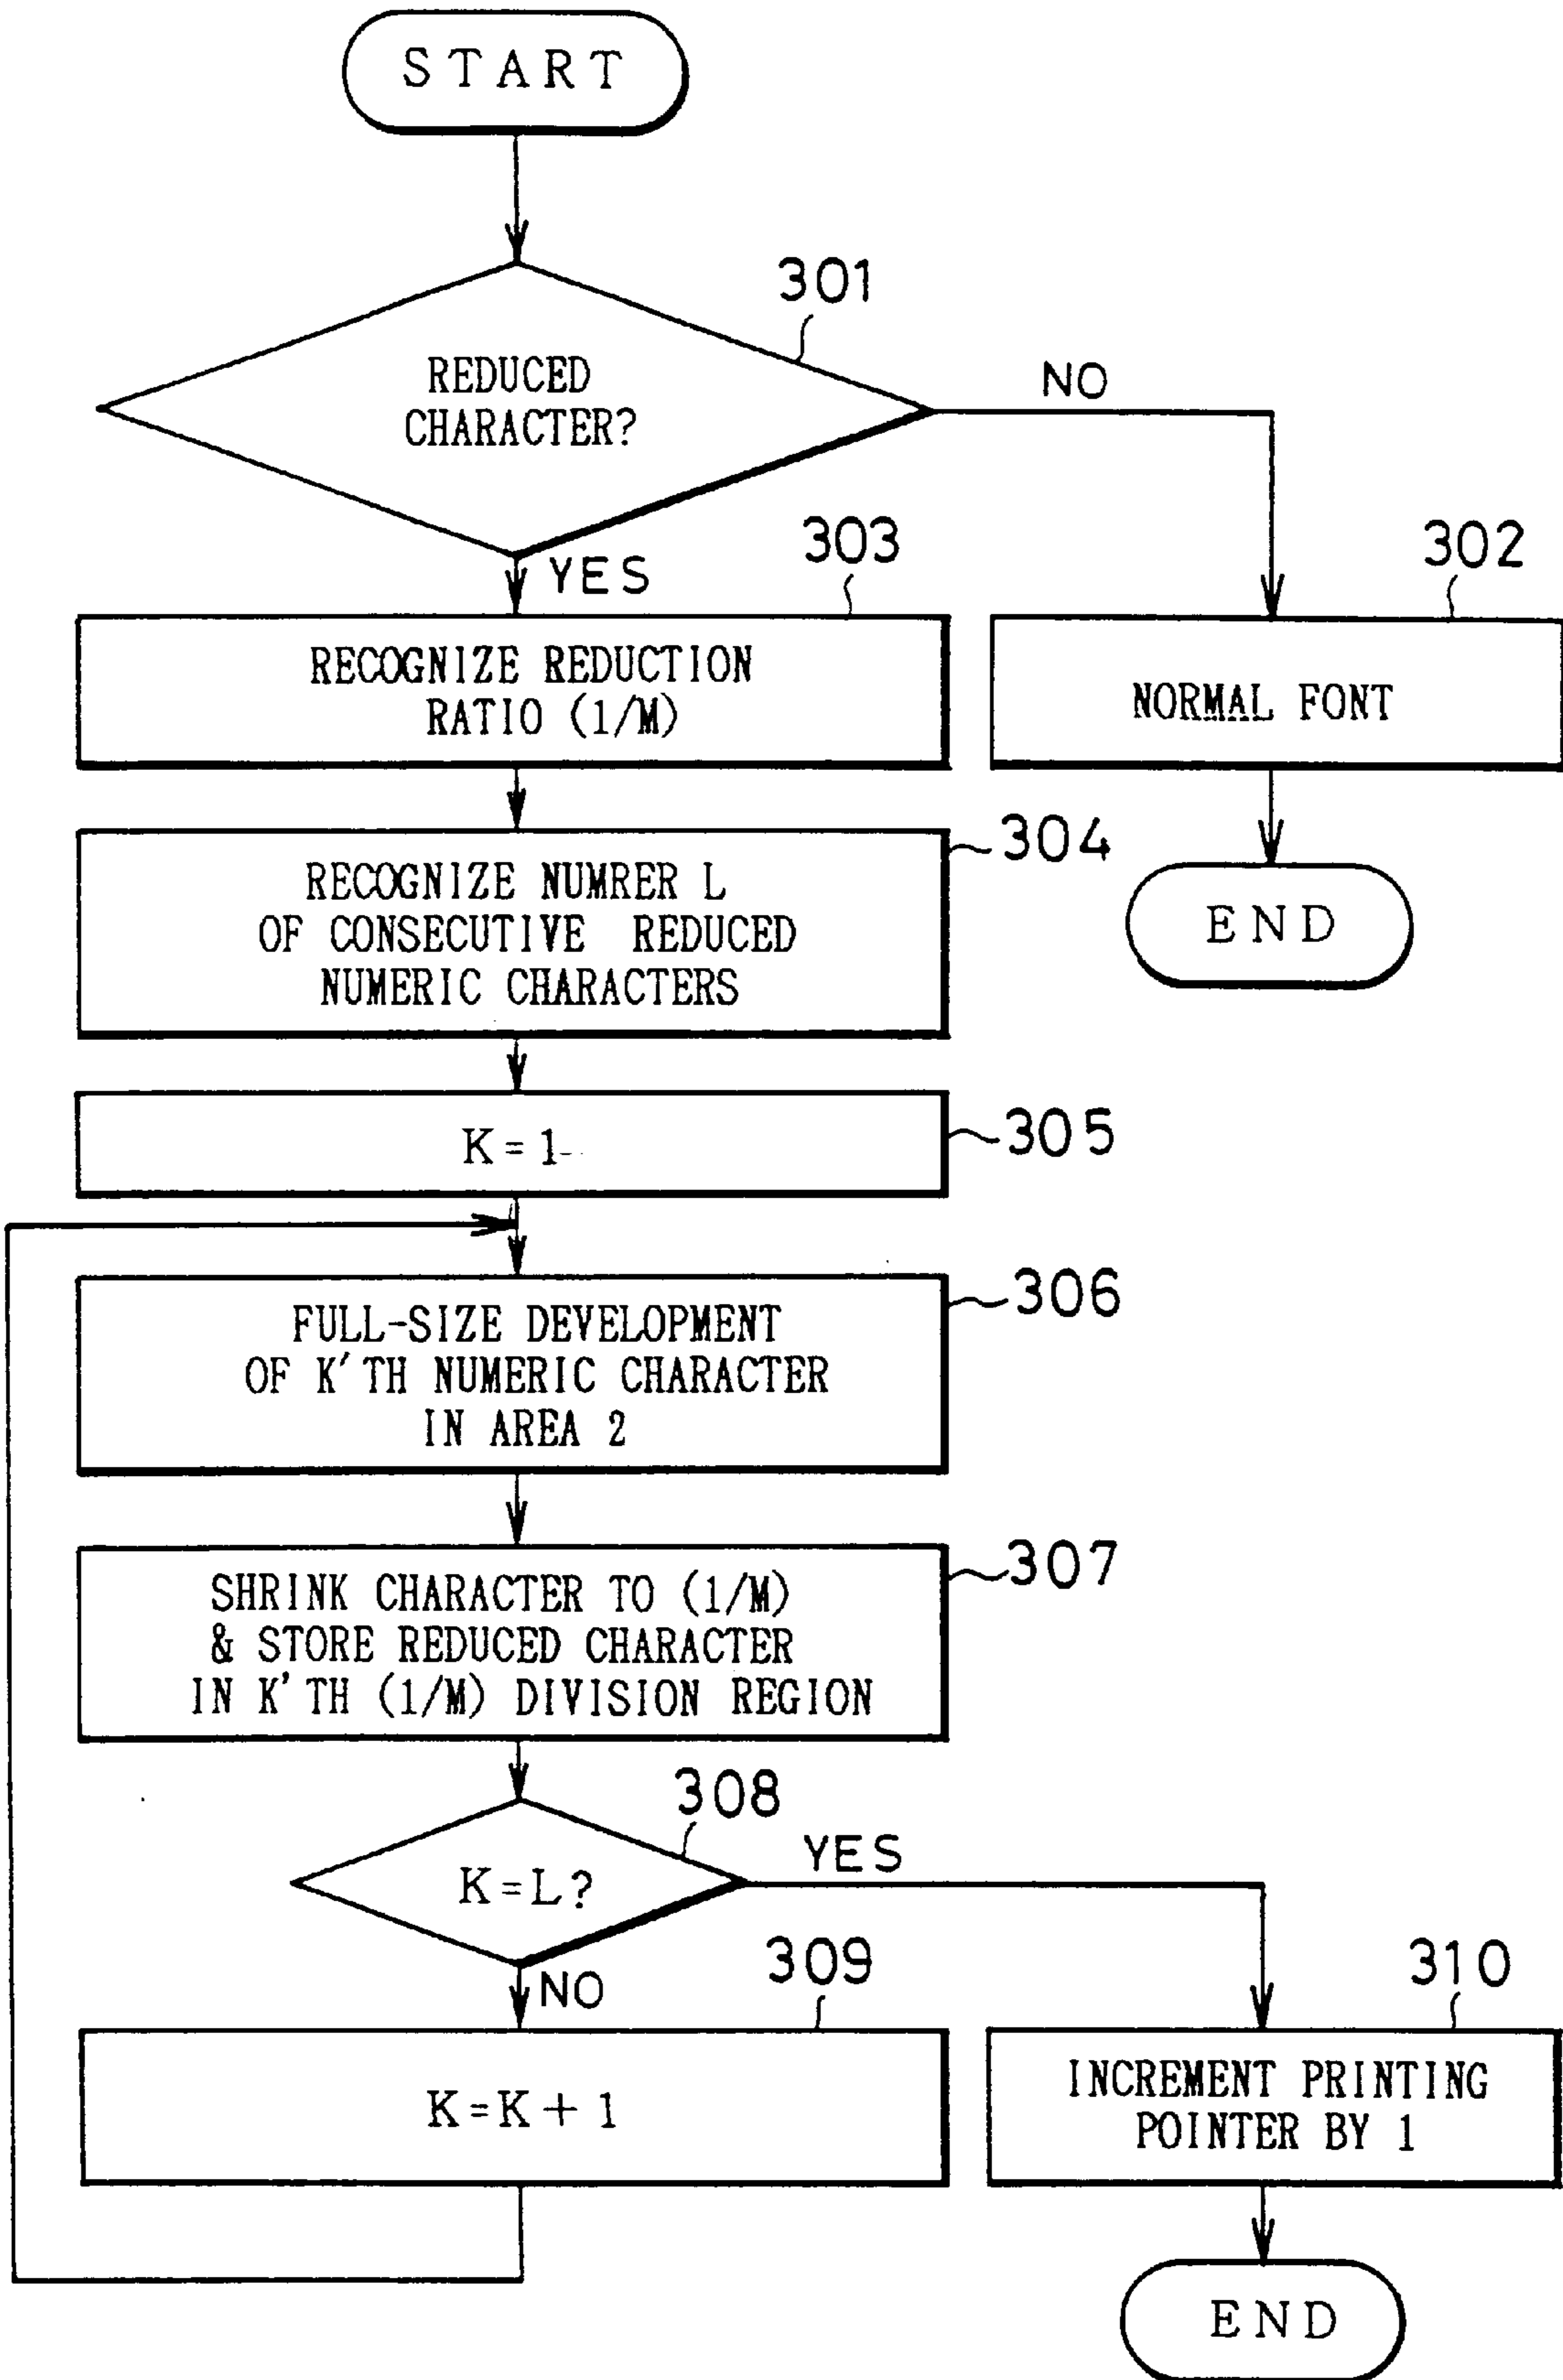 START
301
REDUCED
CHARACTER?
NO
YES
303
302
RECOGNIZE REDUCTION
RATIO (1/M)
NORMAL FONT
304
RECOGNIZE NUMRER L
OF CONSECUTIVE REDUCED
NUMERIC CHARACTERS
END
K=1
305
306
FULL-SIZE DEVELOPMENT
OF K'TH NUMERIC CHARACTER
IN AREA 2
307
SHRINK CHARACTER TO (1/M)
& STORE REDUCED CHARACTER
IN K'TH (1/M) DIVISION REGION
308
K=L?
YES
NO
309
310
K=K+1
INCREMENT PRINTING
POINTER BY 1
END